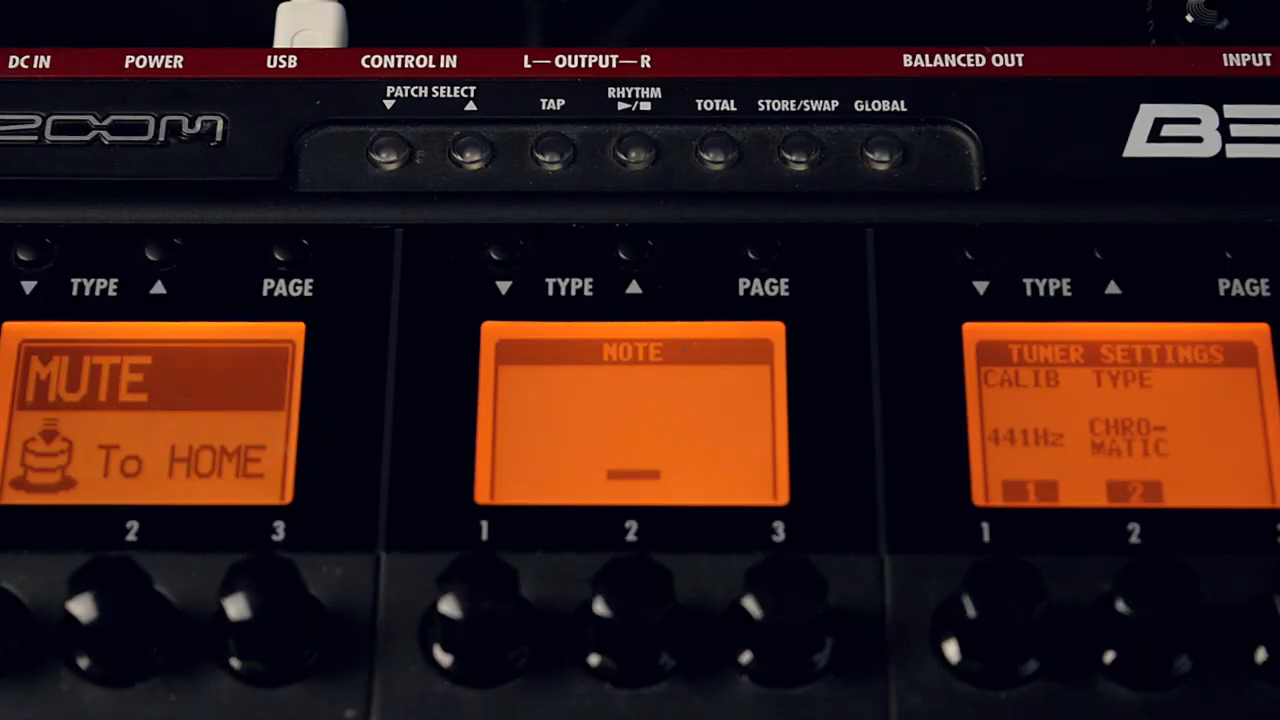 DC IN POWER USB CONTROL IN L— OUTPUT—R BALANCED OUT INPUT
PATCH SELECT TAP RHYTHM TOTAL STORE/SWAP GLOBAL
▼ ▲ ▶/■
ZOOM B3
▼ TYPE ▲ PAGE ▼ TYPE ▲ PAGE ▼ TYPE ▲ PAGE
MUTE
To HOME
NOTE
TUNER SETTINGS
CALIB TYPE
441Hz CHRO-
MATIC
1 2
2 3 1 2 3 1 2